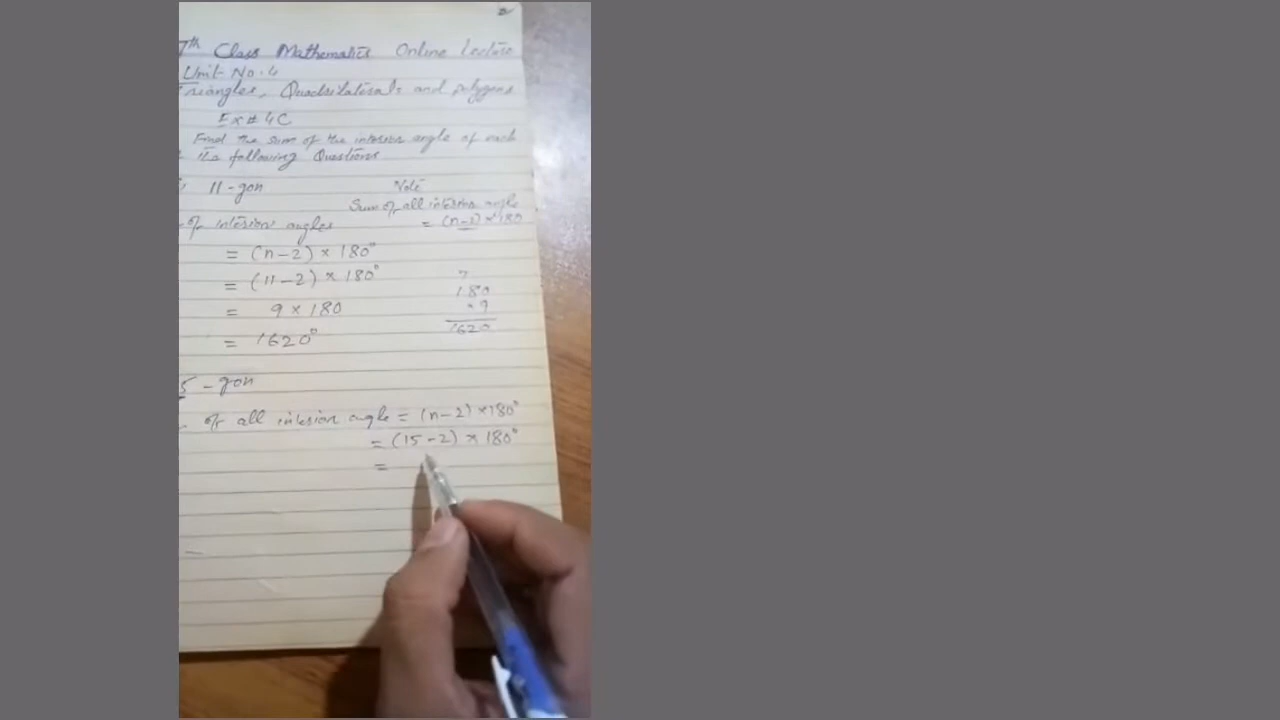 2
7th Class Mathematics Online Lecture
Unit No. 4
Triangles, Quadrilaterals and polygons
Ex # 4C
Find the sum of the interior angle of each
the following Questions
11-gon
Note
Sum of all interior angle
= (n-2) × 180
of interior angles
= (n-2) × 180°
= (11-2) × 180°
= 9 × 180
= 1620°
7
180
× 9
1620
5 - gon
of all interior angle = (n-2) × 180°
= (15-2) × 180°
=